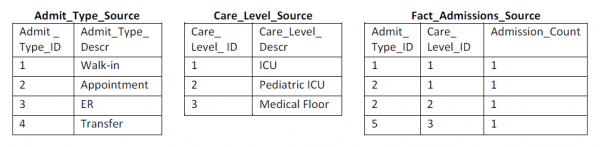 Admit_Type_Source
Admit _ Type_ID Admit_Type_ Descr
1 Walk-in
2 Appointment
3 ER
4 Transfer
Care_Level_Source
Care_ Level_ ID Care_Level_ Descr
1 ICU
2 Pediatric ICU
3 Medical Floor
Fact_Admissions_Source
Admit_ Type_ID Care_ Level_ID Admission_Count
1 1 1
2 1 1
2 2 1
5 3 1